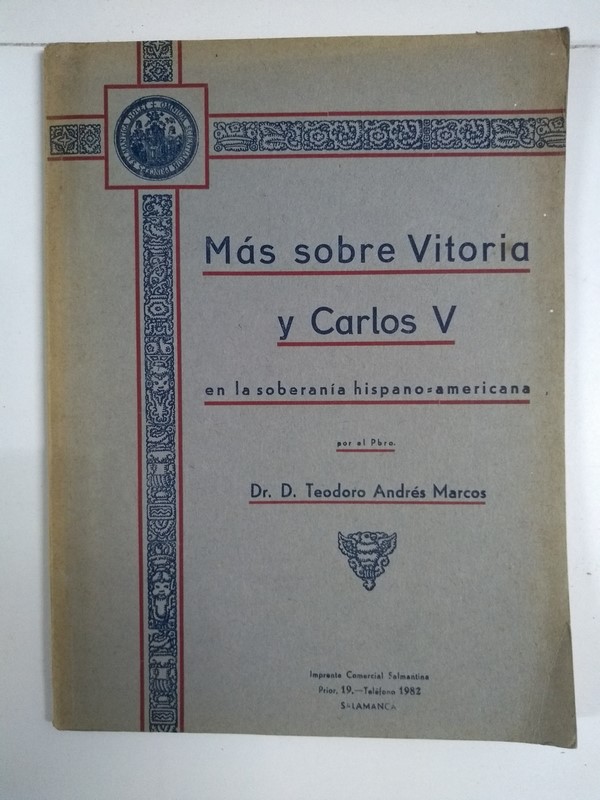 Más sobre Vitoria
y Carlos V
en la soberanía hispano=americana
por el Pbro.
Dr. D. Teodoro Andrés Marcos
Imprenta Comercial Salmantina
Prior, 19.—Teléfono 1982
SALAMANCA